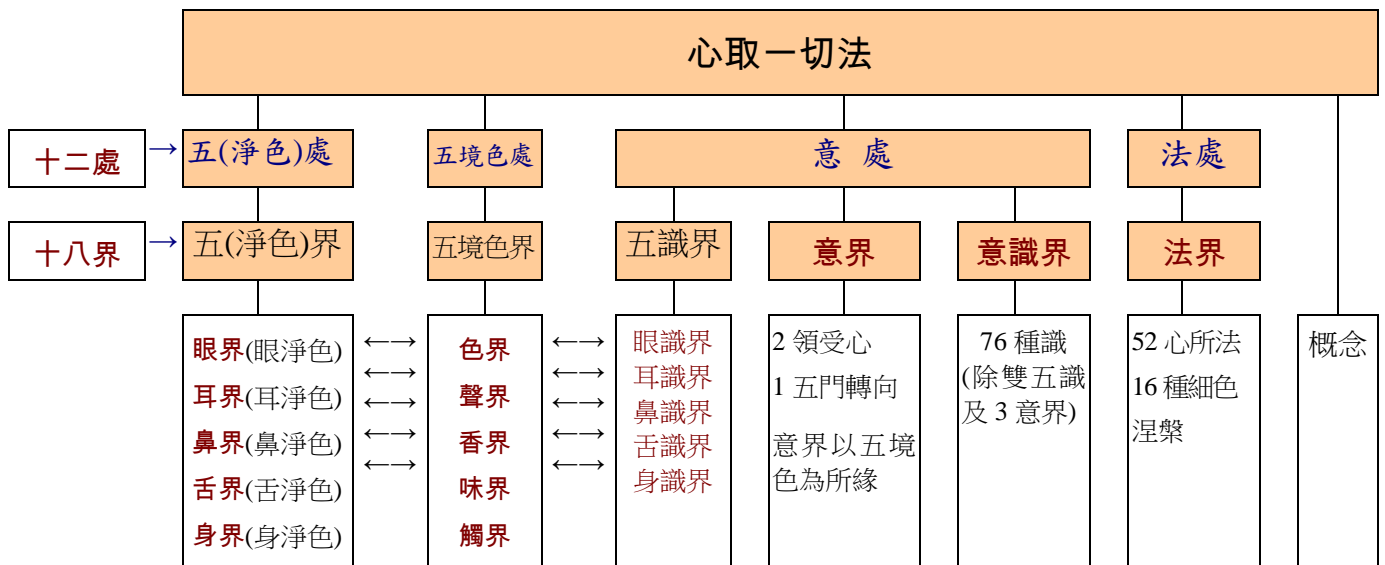 心取一切法
十二處
→
五(淨色)處
五境色處
意 處
法處
十八界
→
五(淨色)界
五境色界
五識界
意界
意識界
法界
眼界(眼淨色)
耳界(耳淨色)
鼻界(鼻淨色)
舌界(舌淨色)
身界(身淨色)
←→
←→
←→
←→
←→
色界
聲界
香界
味界
觸界
←→
←→
←→
←→
←→
眼識界
耳識界
鼻識界
舌識界
身識界
2 領受心
1 五門轉向
意界以五境
色為所緣
76 種識
(除雙五識
及 3 意界)
52 心所法
16 種細色
涅槃
概念